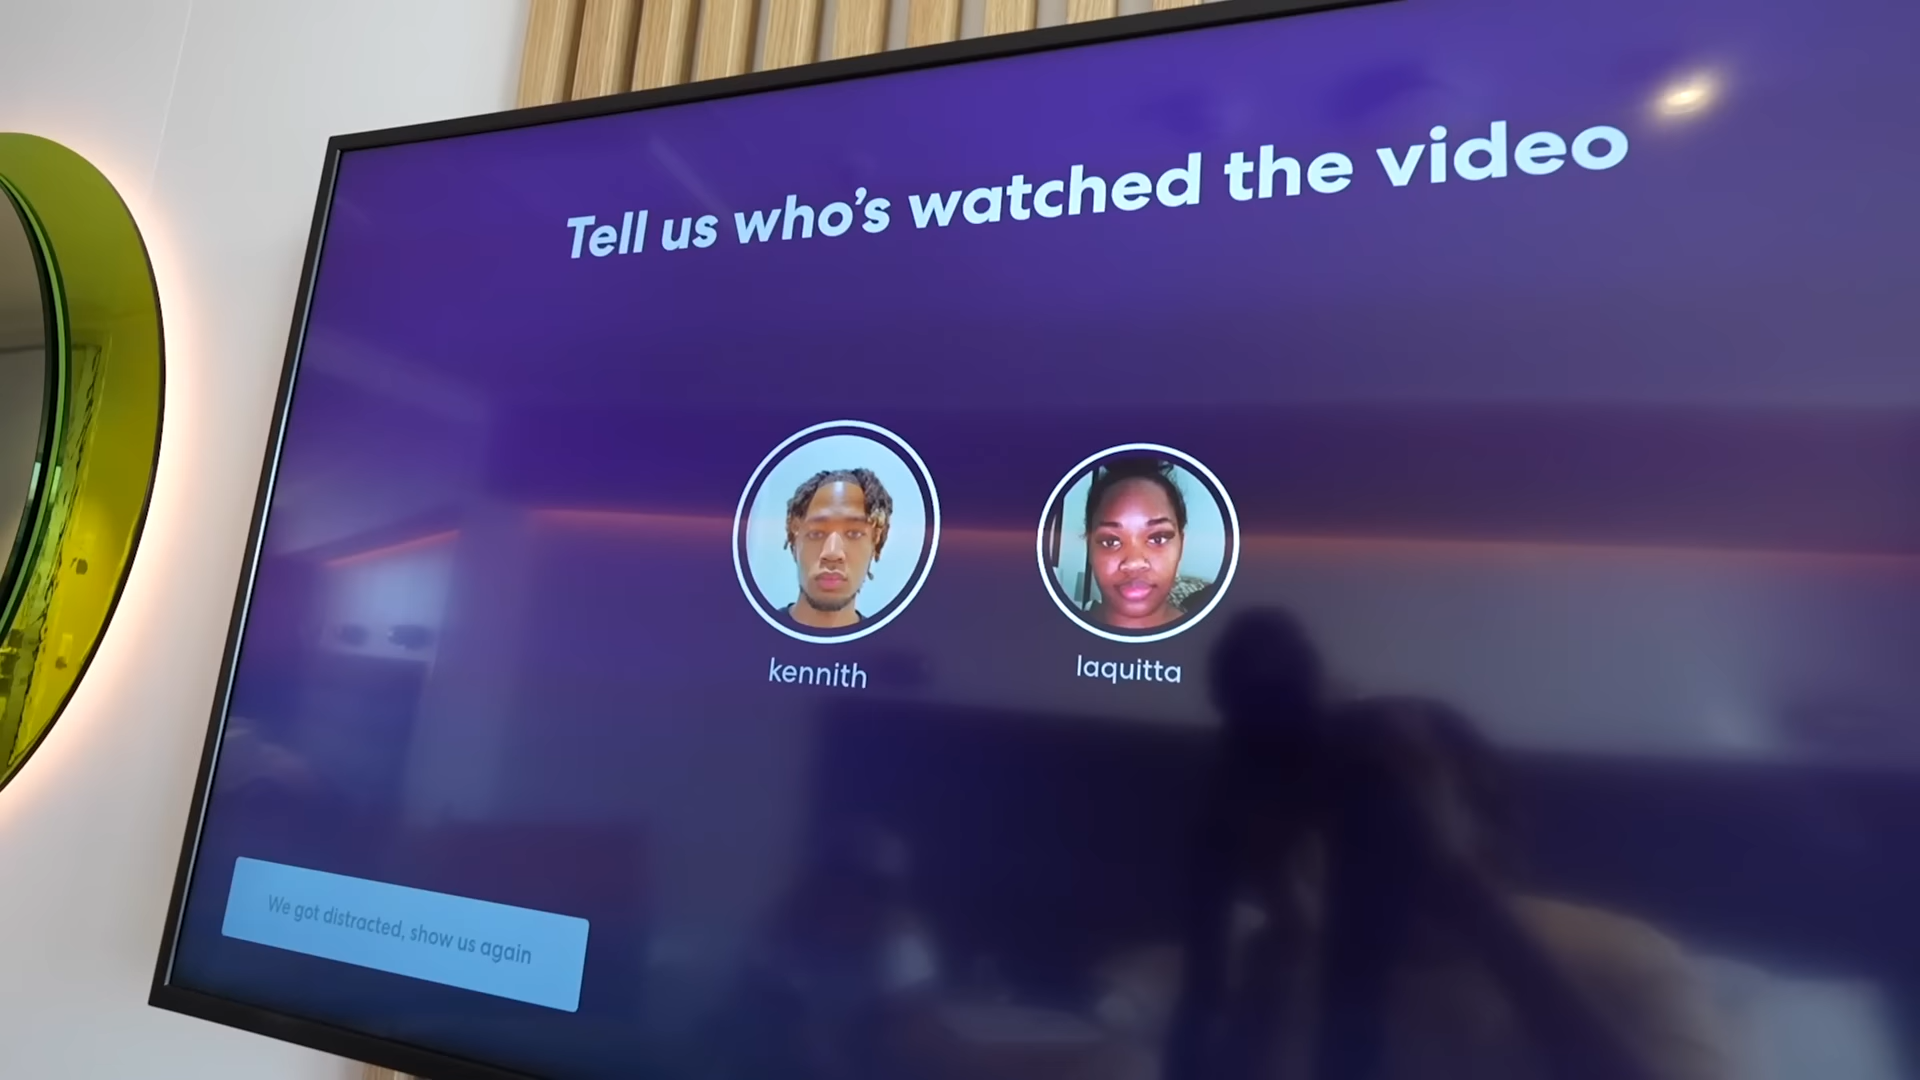 Tell us who's watched the video
kennith
laquitta
We got distracted, show us again